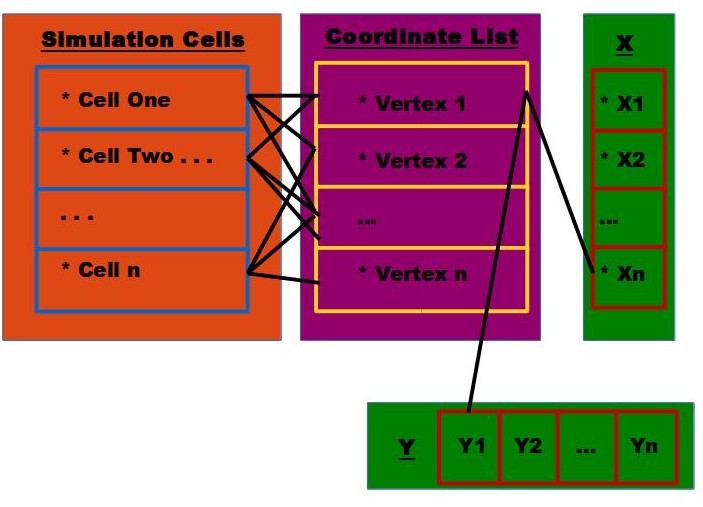 Simulation Cells
* Cell One
* Cell Two . . .
. . .
* Cell n
Coordinate List
* Vertex 1
* Vertex 2
...
* Vertex n
X
* X1
* X2
...
* Xn
Y
Y1
Y2
...
Yn